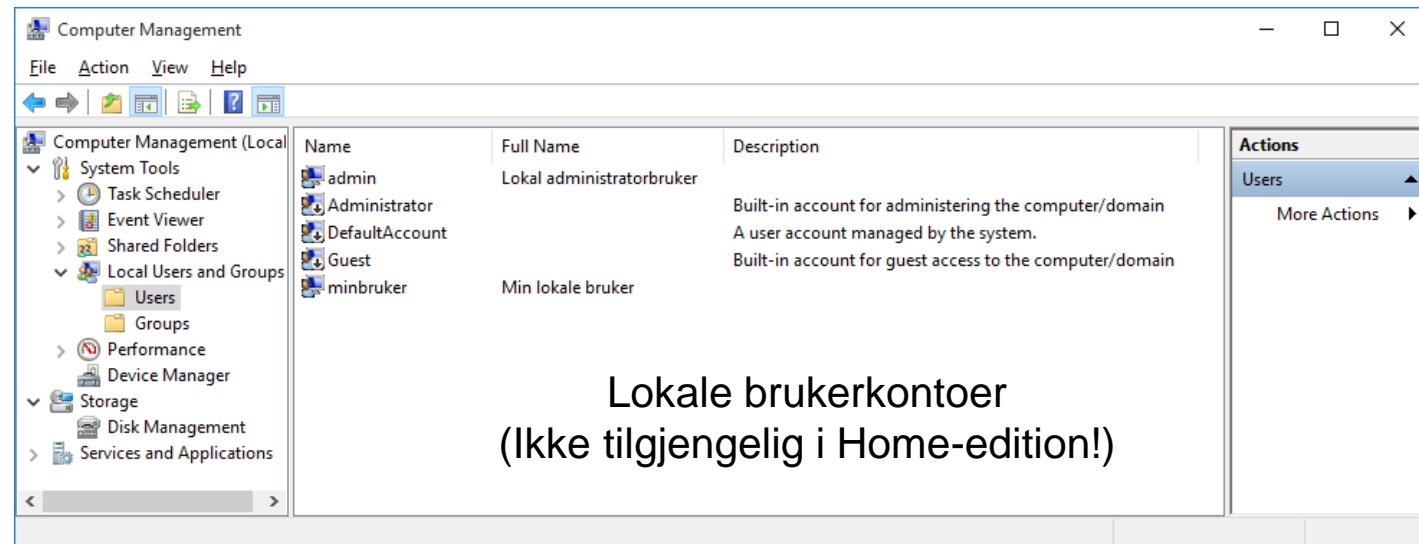 Computer Management
File Action View Help
Computer Management (Local
System Tools
Task Scheduler
Event Viewer
Shared Folders
Local Users and Groups
Users
Groups
Performance
Device Manager
Storage
Disk Management
Services and Applications
Name Full Name Description
admin Lokal administratorbruker
Administrator Built-in account for administering the computer/domain
DefaultAccount A user account managed by the system.
Guest Built-in account for guest access to the computer/domain
minbruker Min lokale bruker
Lokale brukerkontoer
(Ikke tilgjengelig i Home-edition!)
Actions
Users
More Actions